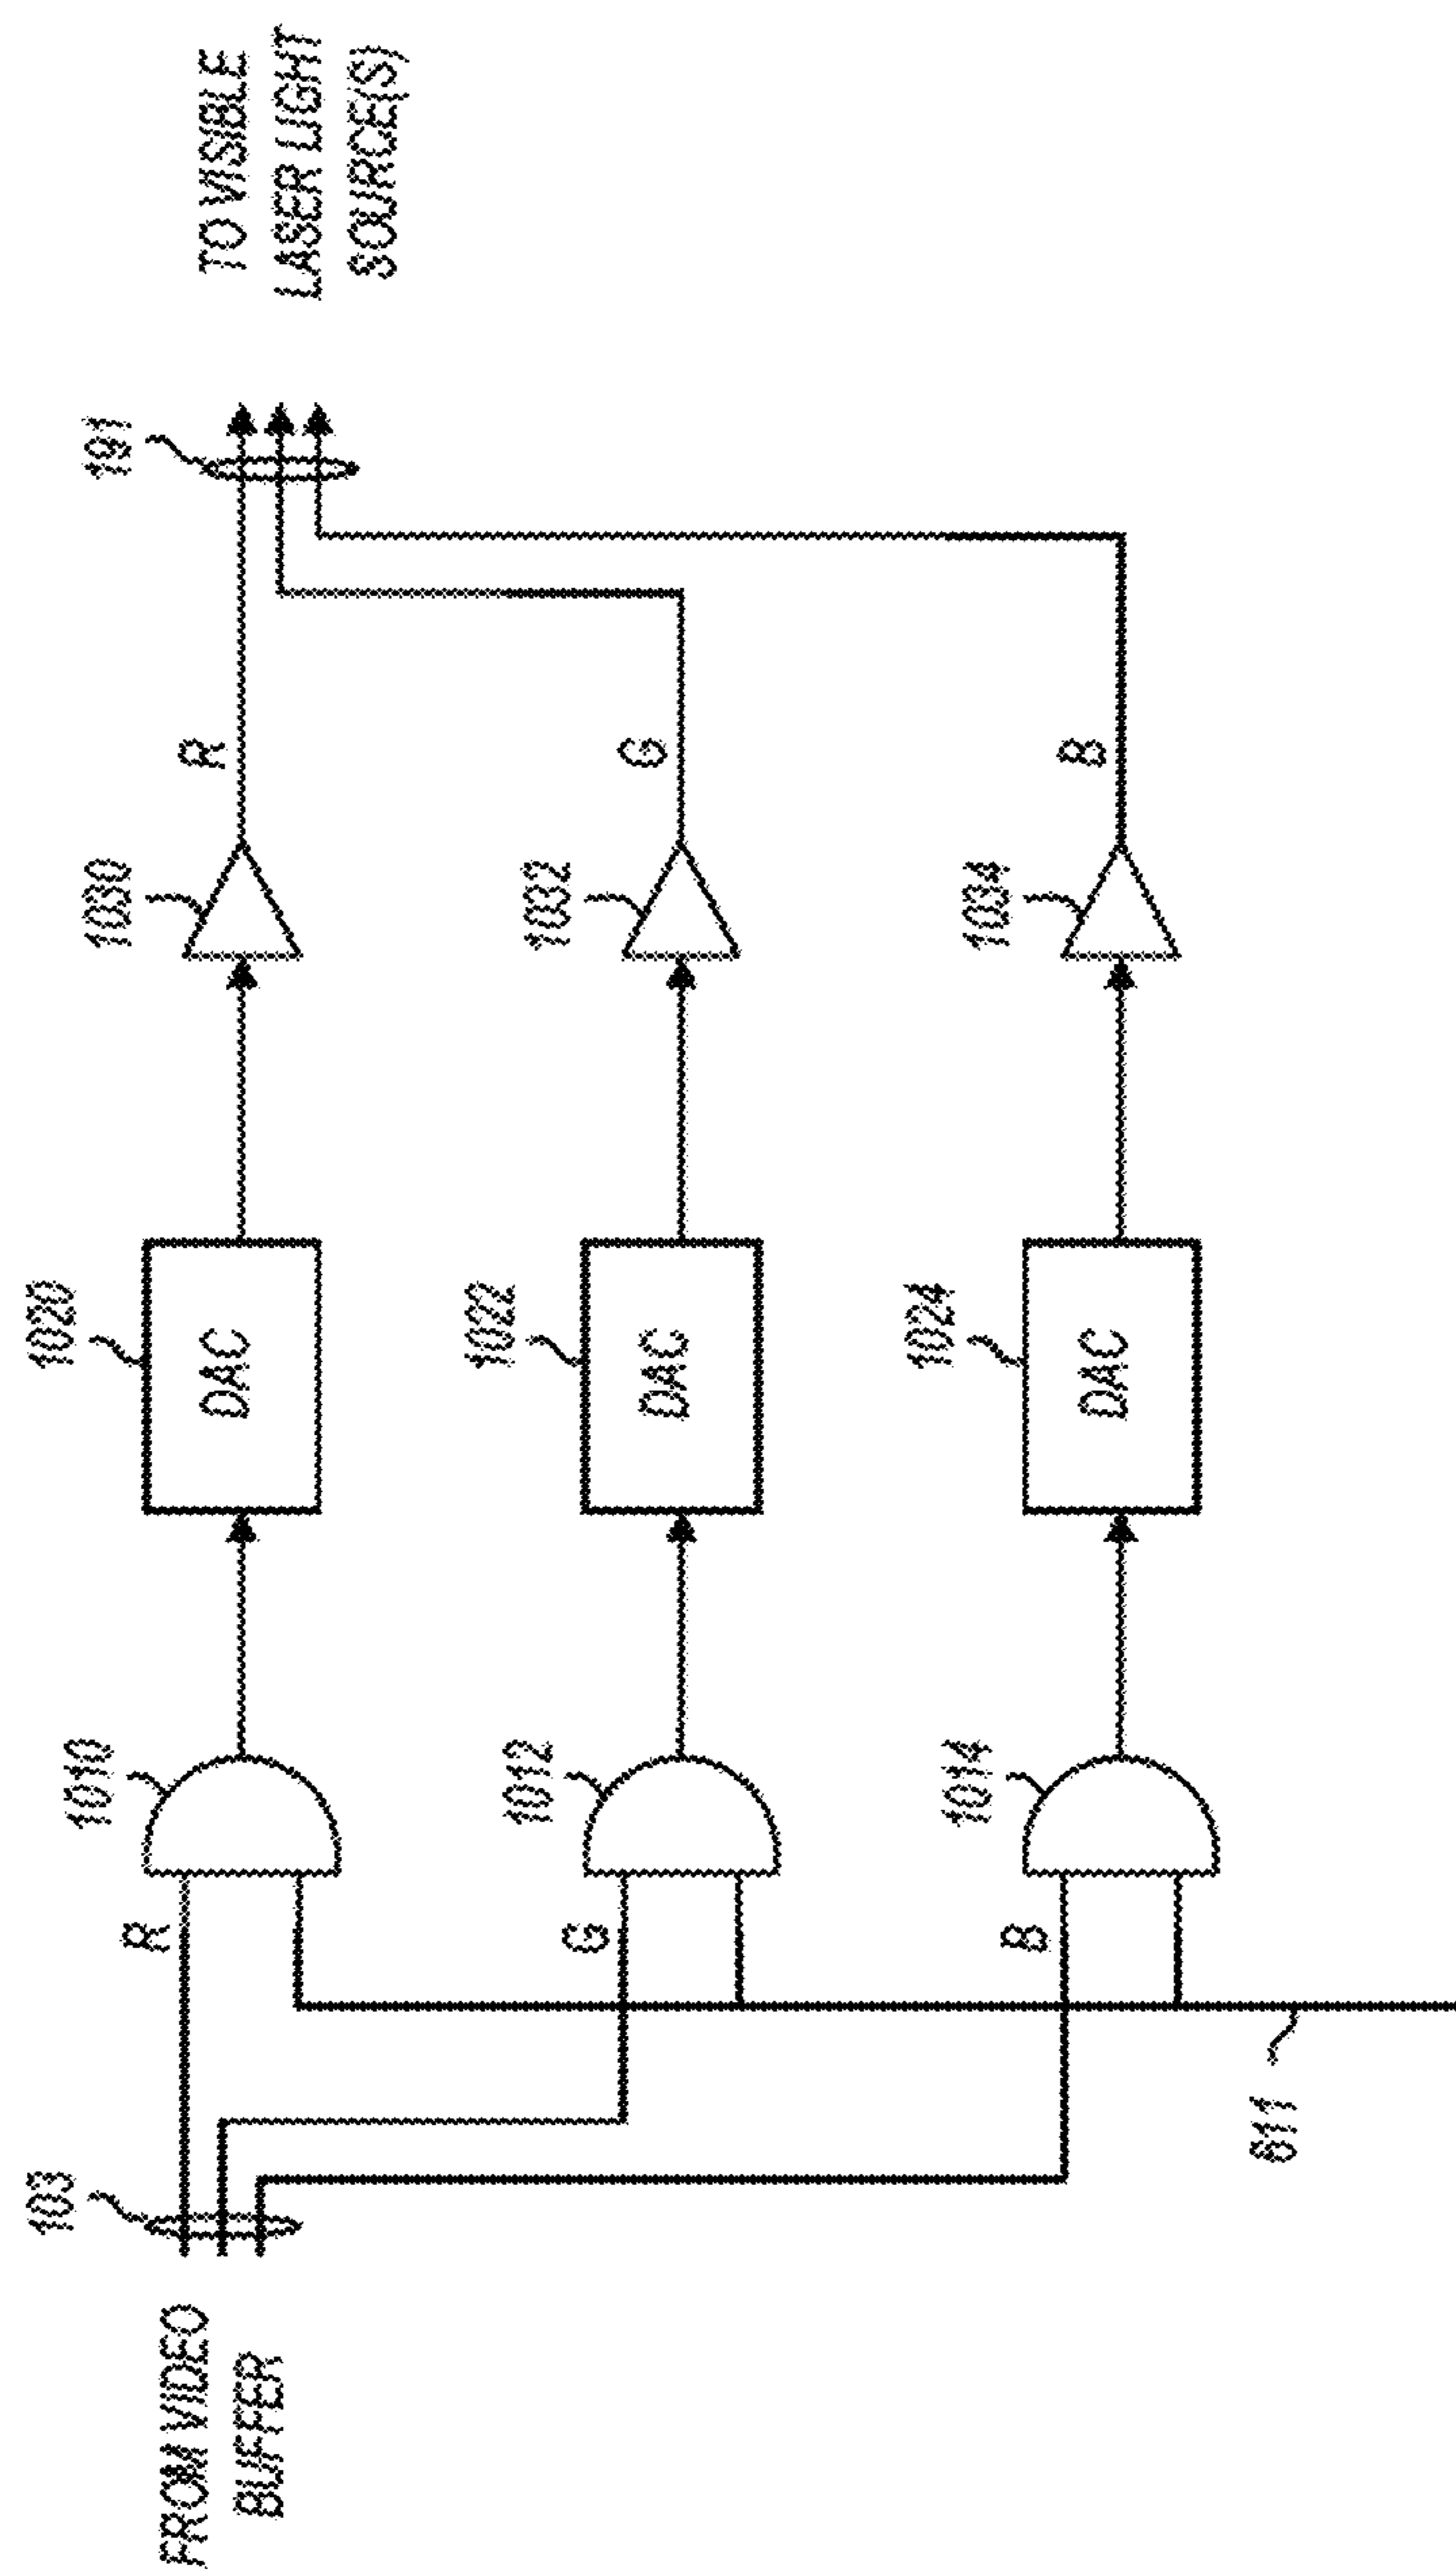 FROM VIDEO
BUFFER
103
R
1010
1020
DAC
1030
R
191
TO VISIBLE
LASER LIGHT
SOURCE(S)
G
1012
1022
DAC
1032
G
B
1014
1024
DAC
1034
B
611